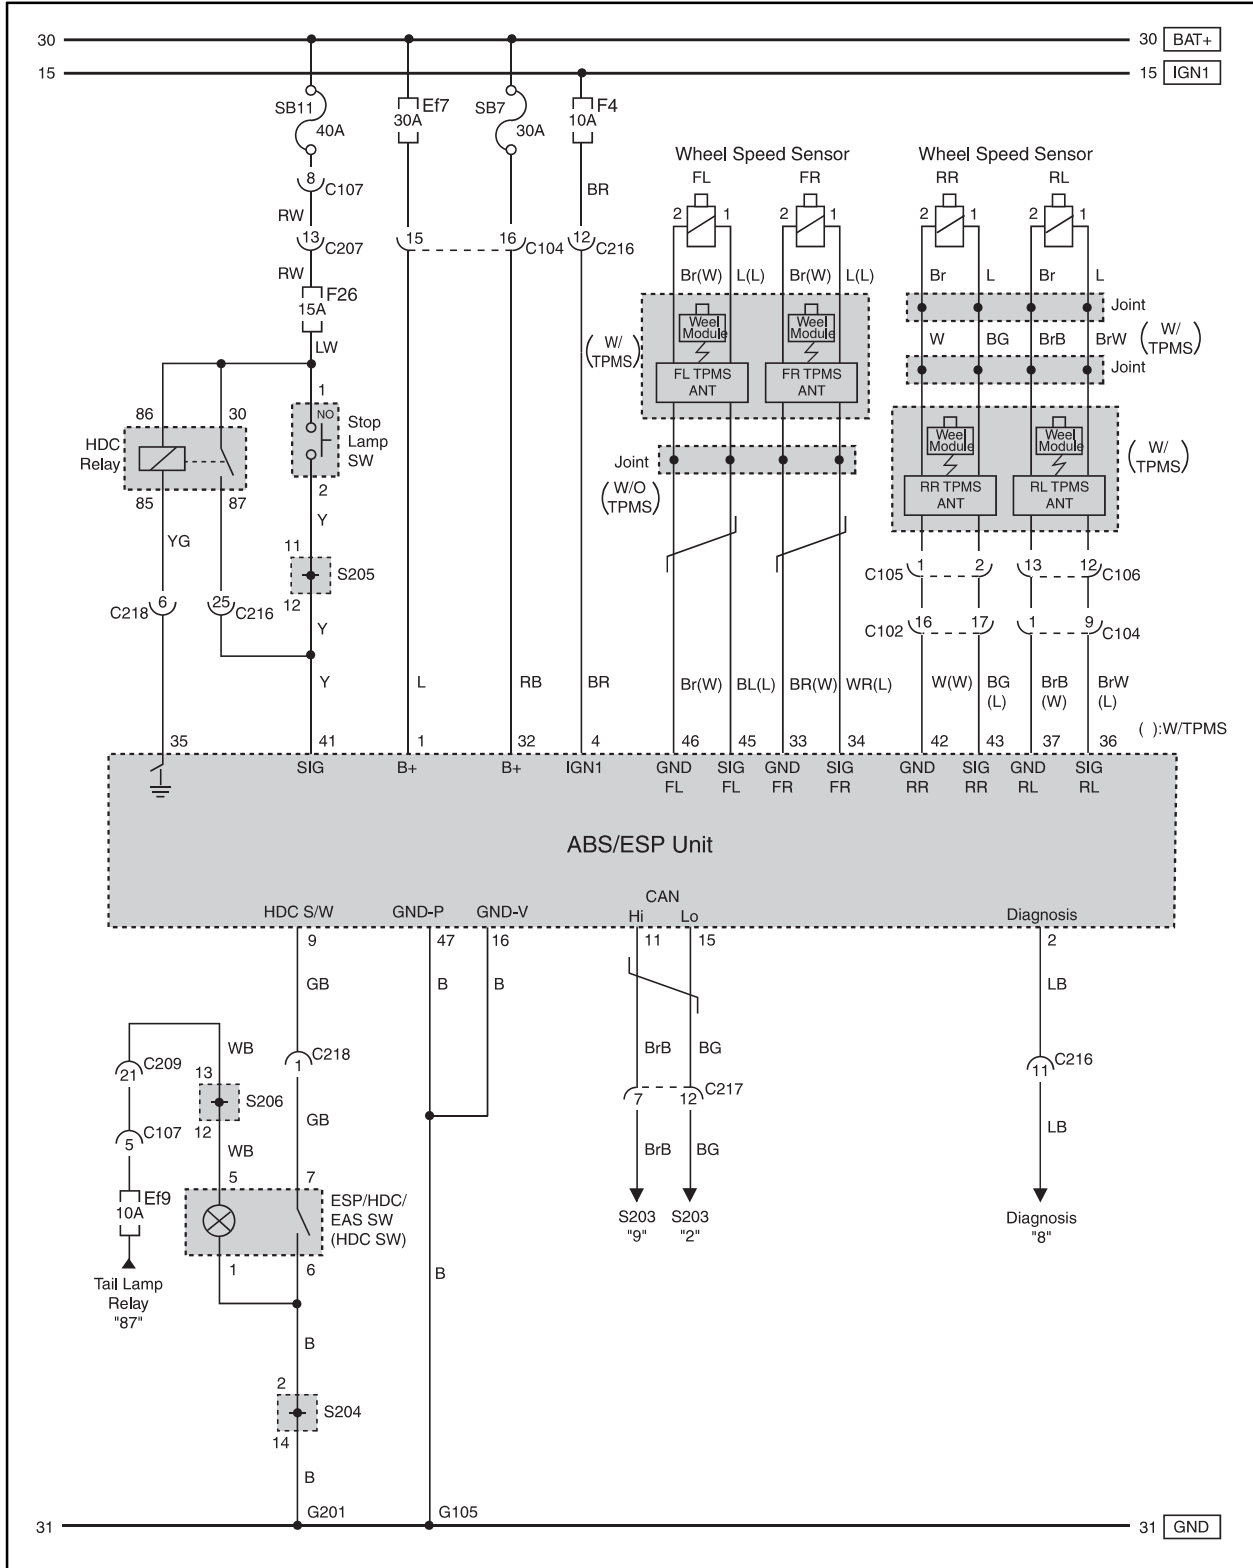 30
30 BAT+
15
15 IGN1
SB11
40A
Ef7
30A
SB7
30A
F4
10A
8
C107
RW
13
C207
RW
F26
15A
LW
15
16
C104
BR
12
C216
Wheel Speed Sensor
FL
FR
2 1
2 1
Br(W) L(L)
Br(W) L(L)
Wheel Speed Sensor
RR
RL
2 1
2 1
Br L
Br L
Joint
W BG BrB BrW
( W/ TPMS )
Joint
( W/ TPMS )
Weel
Module
Weel
Module
FL TPMS
ANT
FR TPMS
ANT
Joint
( W/O TPMS )
Weel
Module
Weel
Module
RR TPMS
ANT
RL TPMS
ANT
( W/ TPMS )
86 30
HDC
Relay
85 87
1
NO
Stop
Lamp
SW
2
Y
YG
11
S205
12
C218
6
25
C216
Y
C105
1 2
13 12
C106
C102
16 17
1 9
C104
Y
L
RB
BR
Br(W) BL(L)
BR(W) WR(L)
W(W)
BG
(L)
BrB
(W)
BrW
(L)
( ):W/TPMS
35 41 1 32 4 46 45 33 34 42 43 37 36
SIG
B+
B+
IGN1
GND
FL
SIG
FL
GND
FR
SIG
FR
GND
RR
SIG
RR
GND
RL
SIG
RL
ABS/ESP Unit
HDC S/W
GND-P
GND-V
CAN
Hi Lo
Diagnosis
9 47 16 11 15 2
GB
B
B
LB
BrB BG
C209
21
WB
13
S206
12
C218
1
C217
7 12
C216
11
C107
5
WB
GB
BrB BG
LB
Ef9
10A
5 7
ESP/HDC/
EAS SW
(HDC SW)
1 6
S203
"9"
S203
"2"
Diagnosis
"8"
Tail Lamp
Relay
"87"
B
B
2
S204
14
B
G201
G105
31
31 GND